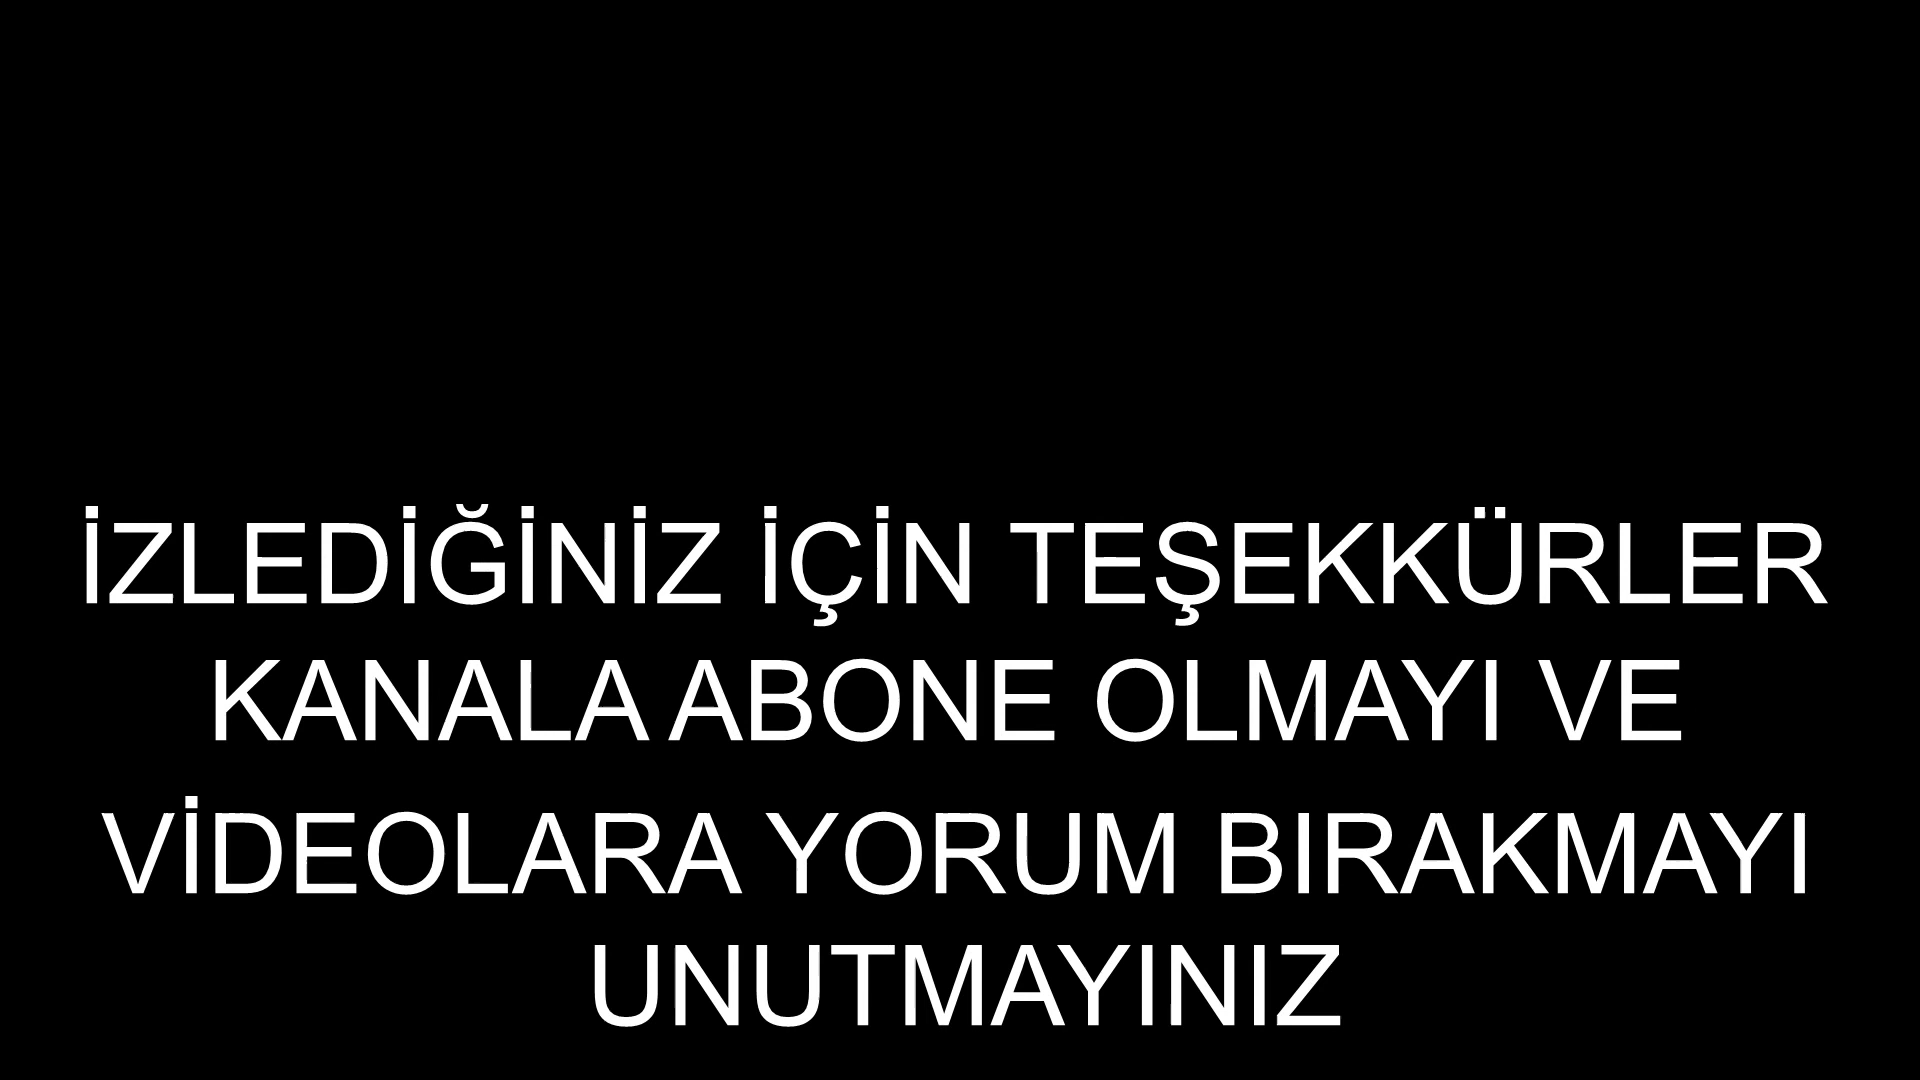 İZLEDİĞİNİZ İÇİN TEŞEKKÜRLER
KANALA ABONE OLMAYI VE
VİDEOLARA YORUM BIRAKMAYI
UNUTMAYINIZ